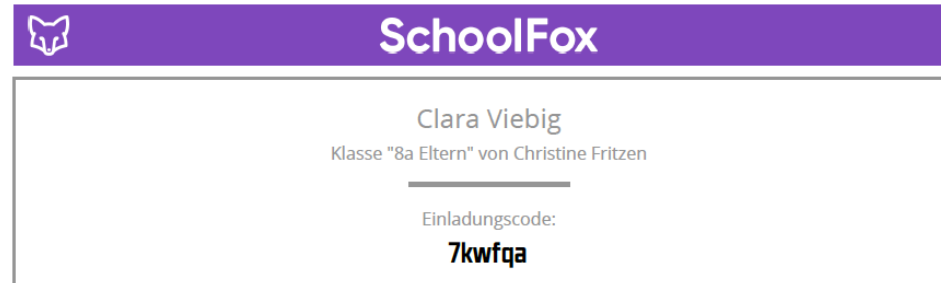 SchoolFox
Clara Viebig
Klasse "8a Eltern" von Christine Fritzen
Einladungscode:
7kwfqa